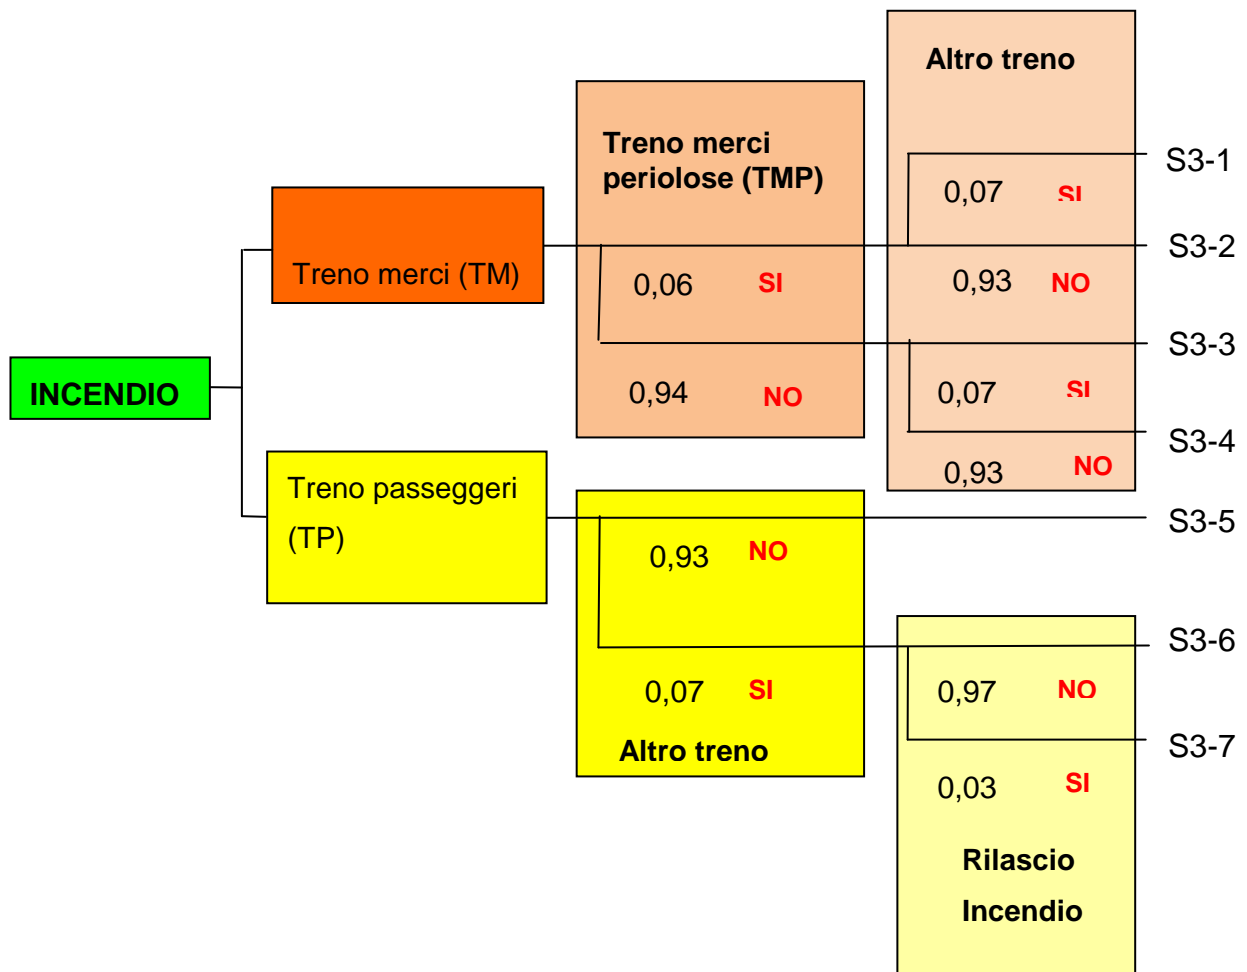 Altro treno
Treno merci
periolose (TMP)
S3-1
0,07 SI
Treno merci (TM)
S3-2
0,06 SI
0,93 NO
S3-3
INCENDIO
0,94 NO
0,07 SI
S3-4
0,93 NO
Treno passeggeri
(TP)
S3-5
0,93 NO
S3-6
0,07 SI
0,97 NO
Altro treno
S3-7
0,03 SI
Rilascio
Incendio